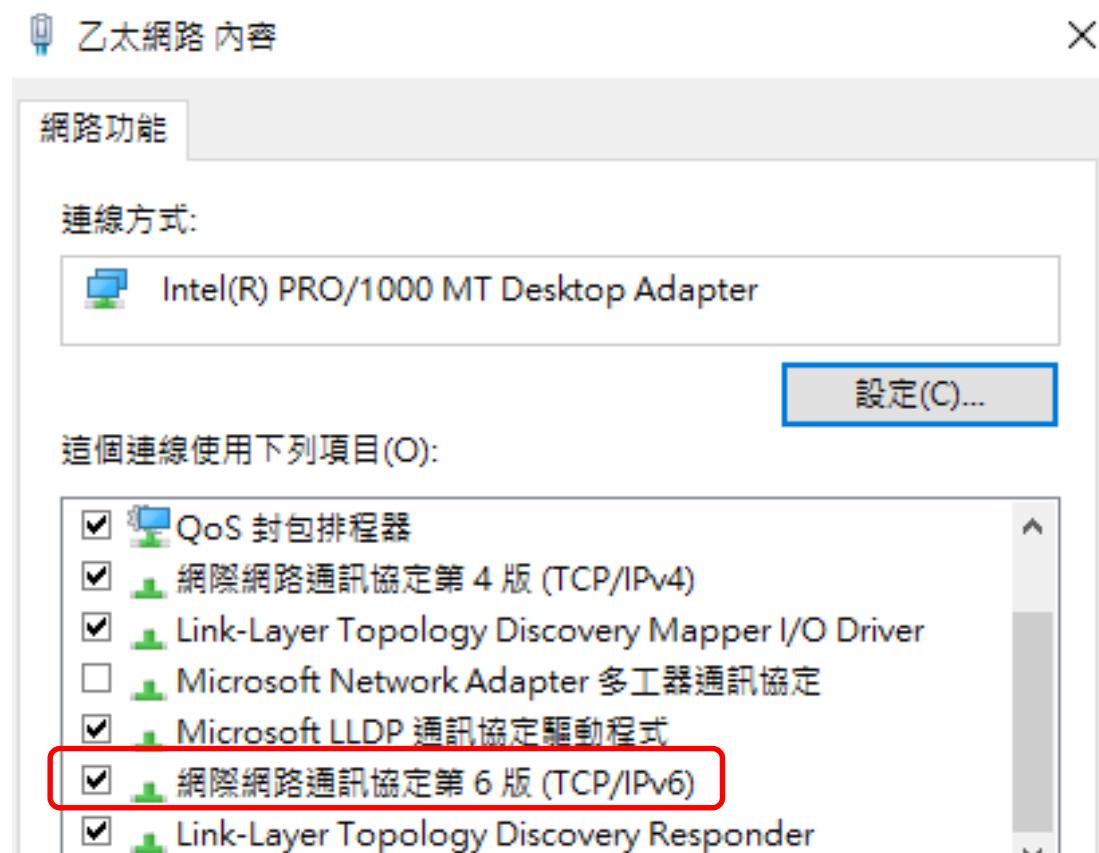 乙太網路 內容
網路功能
連線方式:
Intel(R) PRO/1000 MT Desktop Adapter
設定(C)...
這個連線使用下列項目(O):
QoS 封包排程器
網際網路通訊協定第 4 版 (TCP/IPv4)
Link-Layer Topology Discovery Mapper I/O Driver
Microsoft Network Adapter 多工器通訊協定
Microsoft LLDP 通訊協定驅動程式
網際網路通訊協定第 6 版 (TCP/IPv6)
Link-Layer Topology Discovery Responder